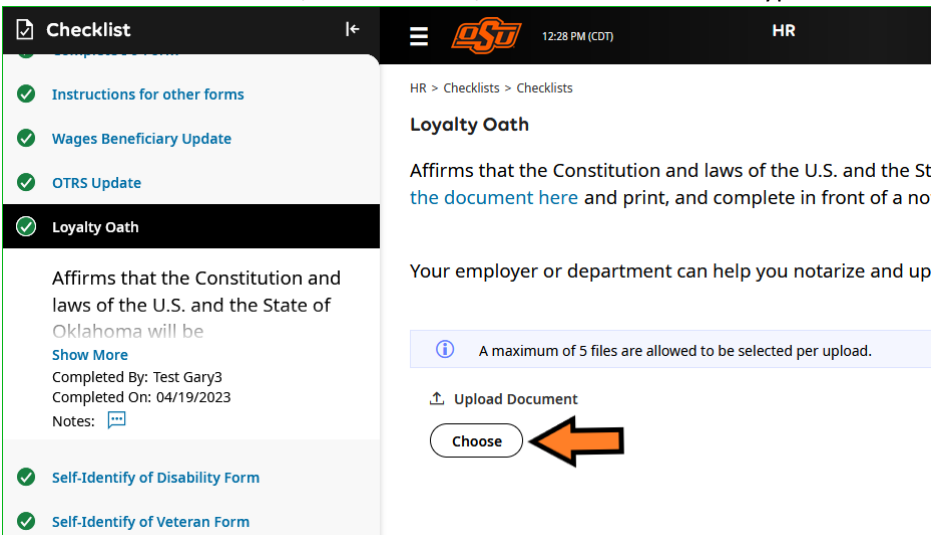 Checklist
Instructions for other forms
Wages Beneficiary Update
OTRS Update
Loyalty Oath
Affirms that the Constitution and
laws of the U.S. and the State of
Oklahoma will be
Show More
Completed By: Test Gary3
Completed On: 04/19/2023
Notes:
Self-Identify of Disability Form
Self-Identify of Veteran Form
OSU
12:28 PM (CDT)
HR
HR > Checklists > Checklists
Loyalty Oath
Affirms that the Constitution and laws of the U.S. and the St
the document here and print, and complete in front of a no
Your employer or department can help you notarize and up
A maximum of 5 files are allowed to be selected per upload.
Upload Document
Choose